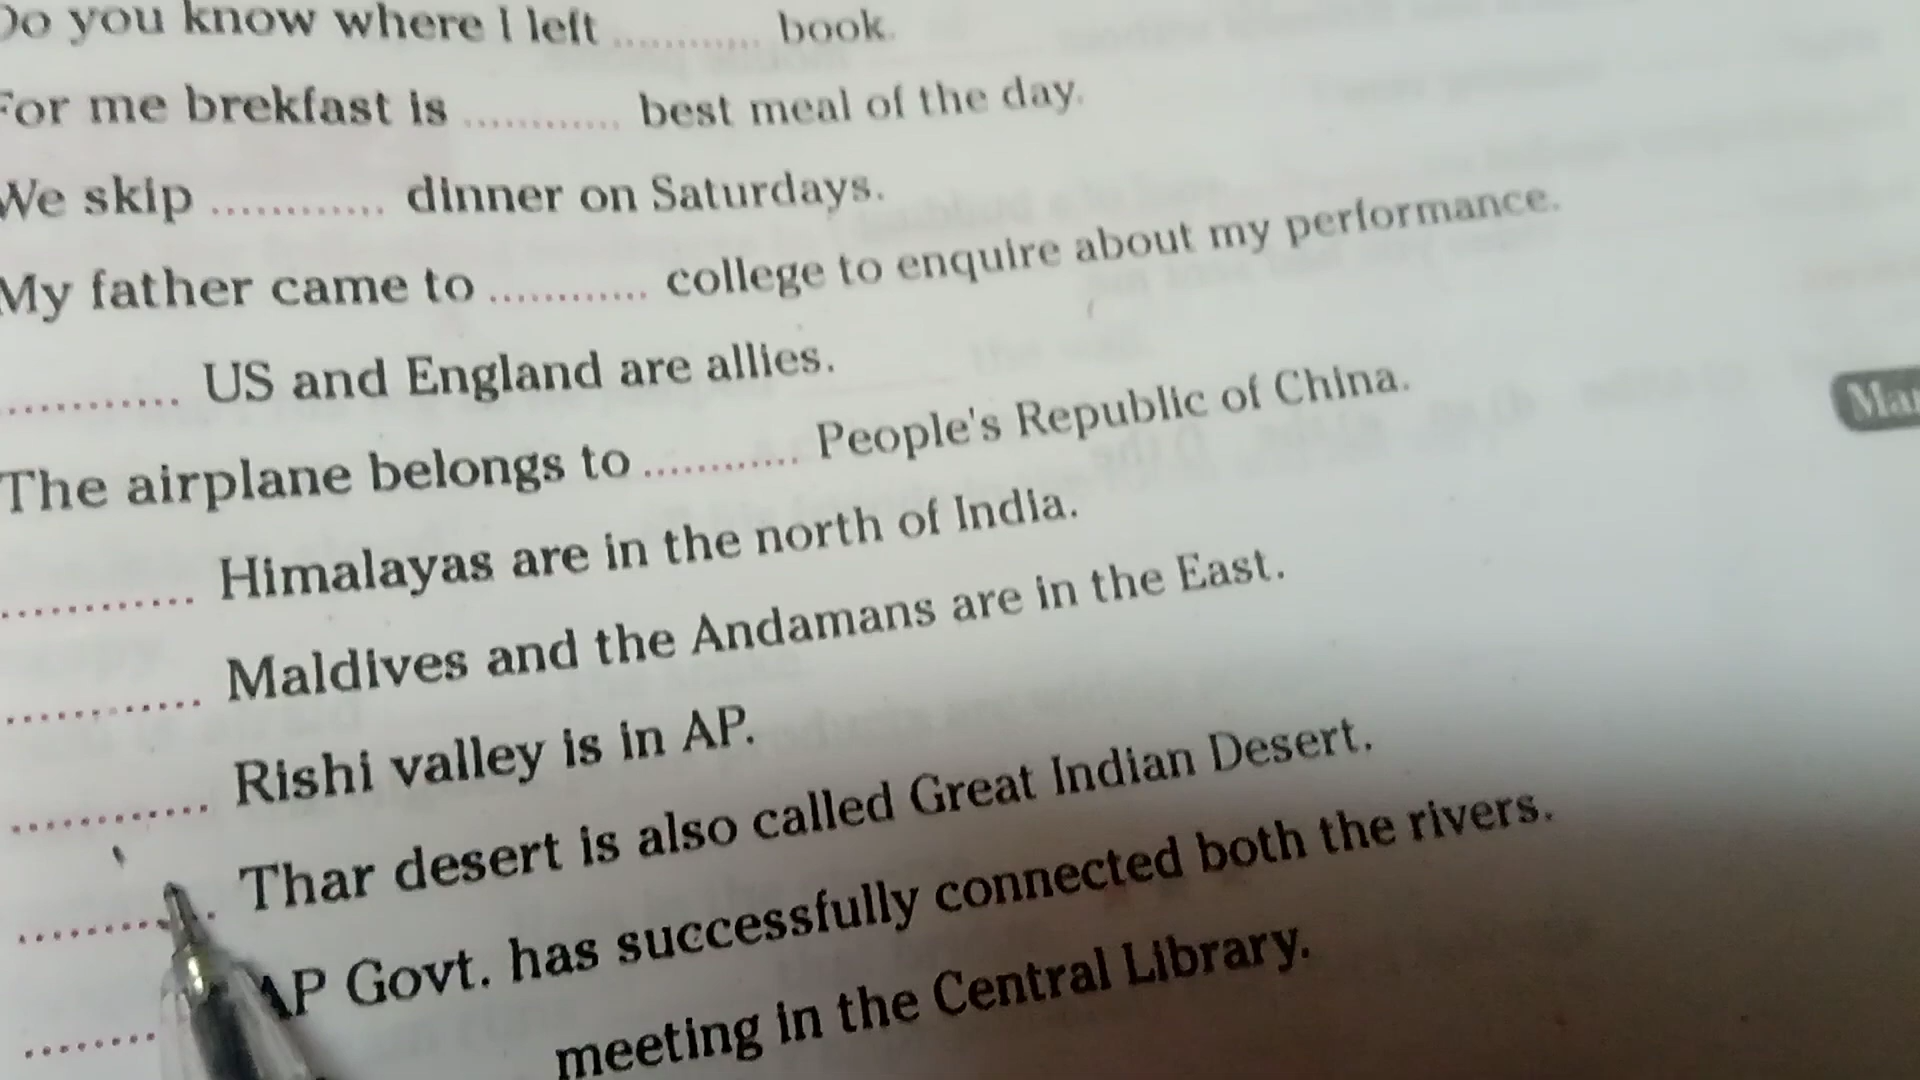 Do you know where I left ............ book.
For me brekfast is ............ best meal of the day.
We skip ............ dinner on Saturdays.
My father came to ............ college to enquire about my performance.
............ US and England are allies.
The airplane belongs to ............ People's Republic of China.
............ Himalayas are in the north of India.
............ Maldives and the Andamans are in the East.
............ Rishi valley is in AP.
............ Thar desert is also called Great Indian Desert.
............ AP Govt. has successfully connected both the rivers.
meeting in the Central Library.